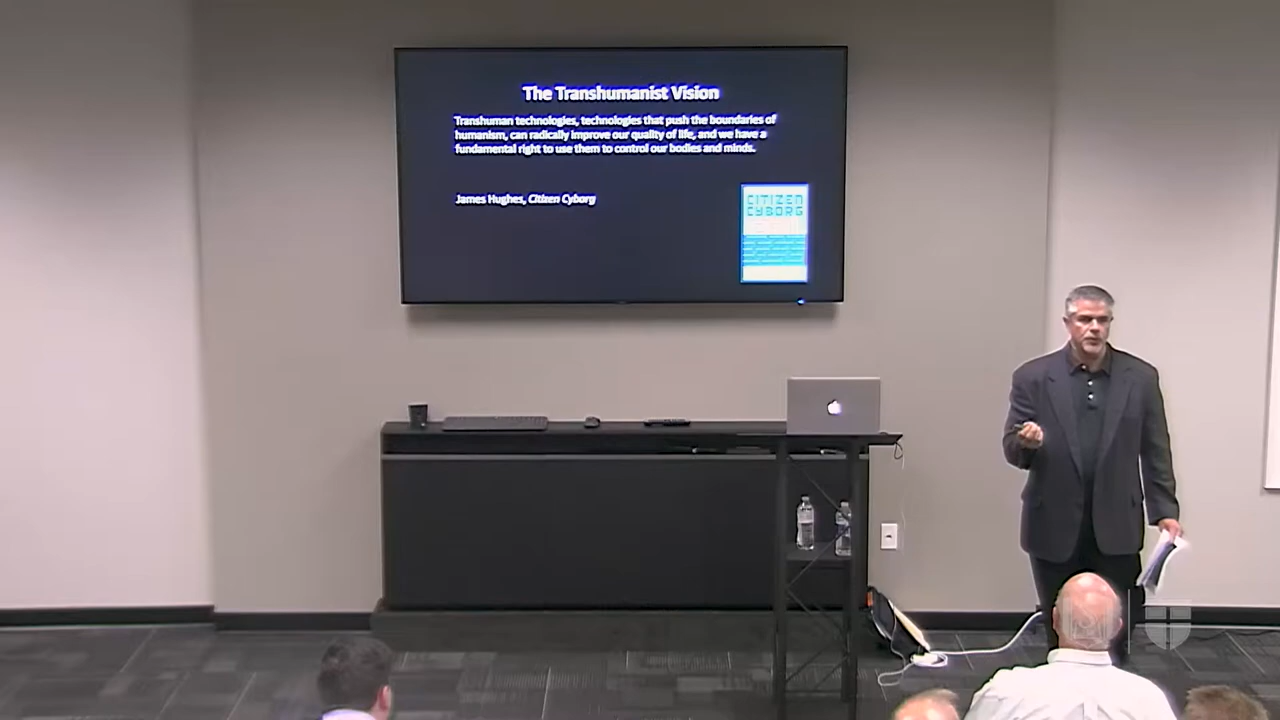 The Transhumanist Vision
Transhuman technologies, technologies that push the boundaries of
humanism, can radically improve our quality of life, and we have a
fundamental right to use them to control our bodies and minds.
James Hughes, Citizen Cyborg
CITIZEN
CYBORG